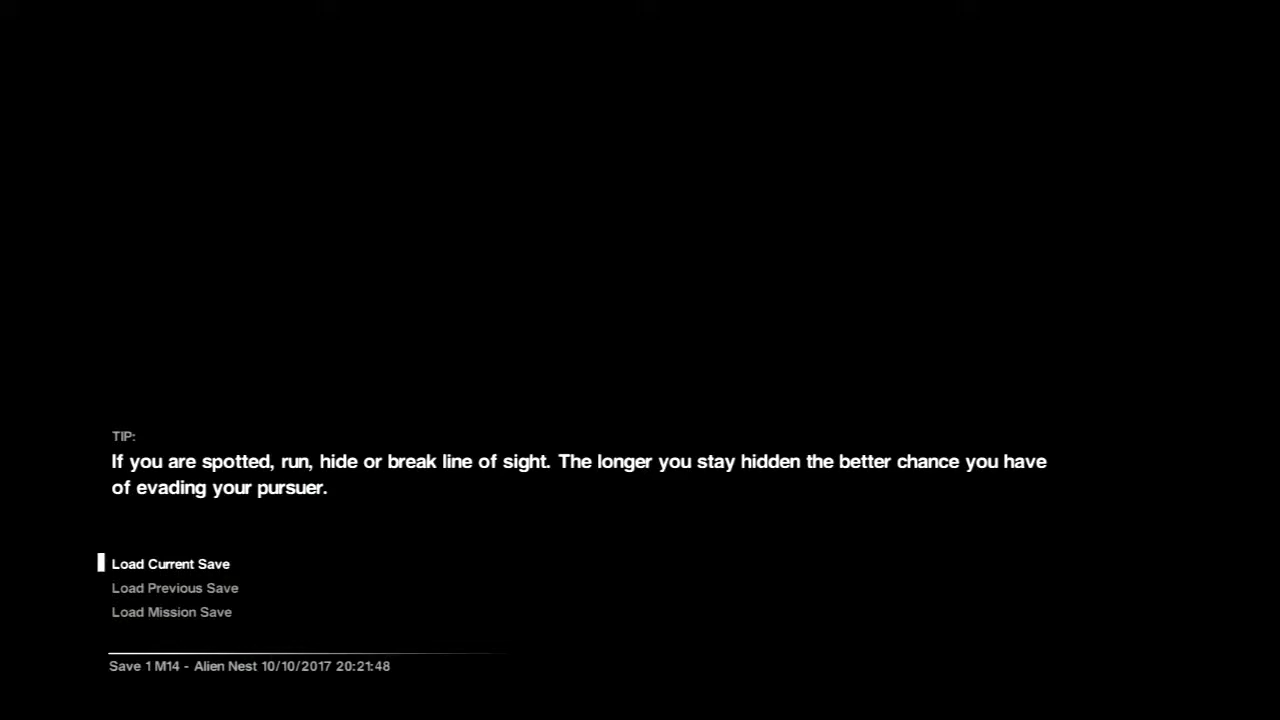 TIP:
If you are spotted, run, hide or break line of sight. The longer you stay hidden the better chance you have
of evading your pursuer.
Load Current Save
Load Previous Save
Load Mission Save
Save 1 M14 - Alien Nest 10/10/2017 20:21:48